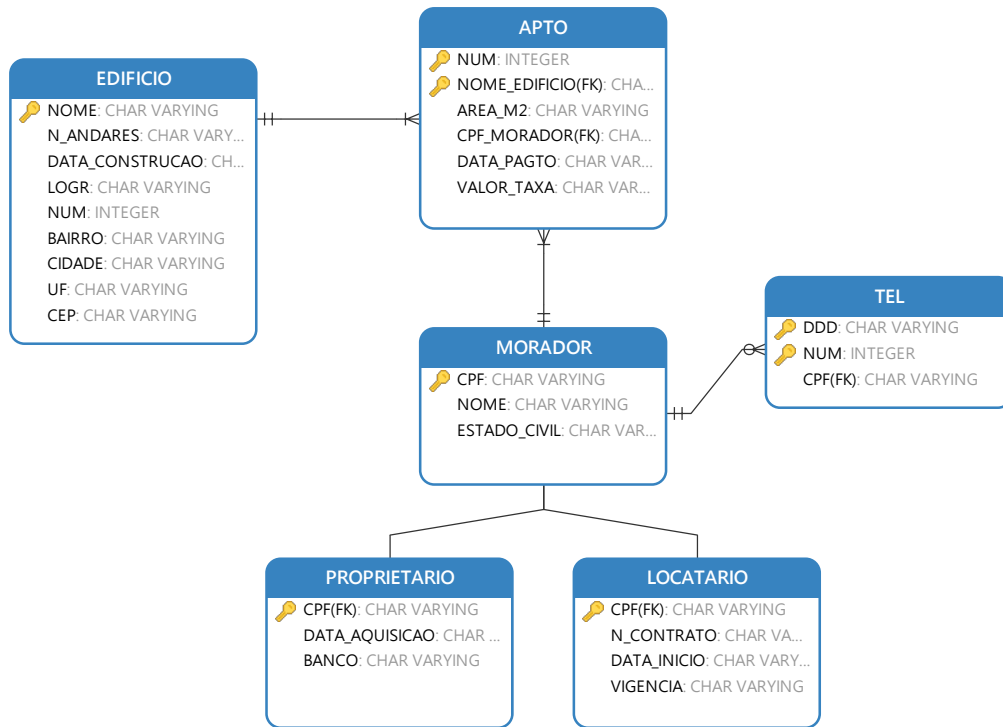 EDIFICIO
NOME: CHAR VARYING
N_ANDARES: CHAR VARY...
DATA_CONSTRUCAO: CH...
LOGR: CHAR VARYING
NUM: INTEGER
BAIRRO: CHAR VARYING
CIDADE: CHAR VARYING
UF: CHAR VARYING
CEP: CHAR VARYING
APTO
NUM: INTEGER
NOME_EDIFICIO(FK): CHA...
AREA_M2: CHAR VARYING
CPF_MORADOR(FK): CHA...
DATA_PAGTO: CHAR VAR...
VALOR_TAXA: CHAR VAR...
TEL
DDD: CHAR VARYING
NUM: INTEGER
CPF(FK): CHAR VARYING
MORADOR
CPF: CHAR VARYING
NOME: CHAR VARYING
ESTADO_CIVIL: CHAR VAR...
PROPRIETARIO
CPF(FK): CHAR VARYING
DATA_AQUISICAO: CHAR ...
BANCO: CHAR VARYING
LOCATARIO
CPF(FK): CHAR VARYING
N_CONTRATO: CHAR VA...
DATA_INICIO: CHAR VARY...
VIGENCIA: CHAR VARYING